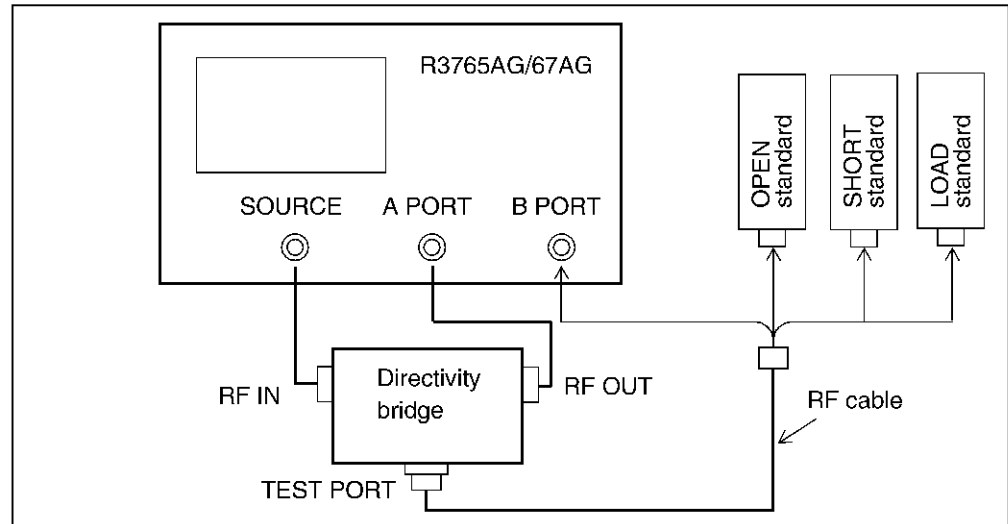 R3765AG/67AG
SOURCE
A PORT
B PORT
OPEN
standard
SHORT
standard
LOAD
standard
RF IN
Directivity
bridge
RF OUT
RF cable
TEST PORT